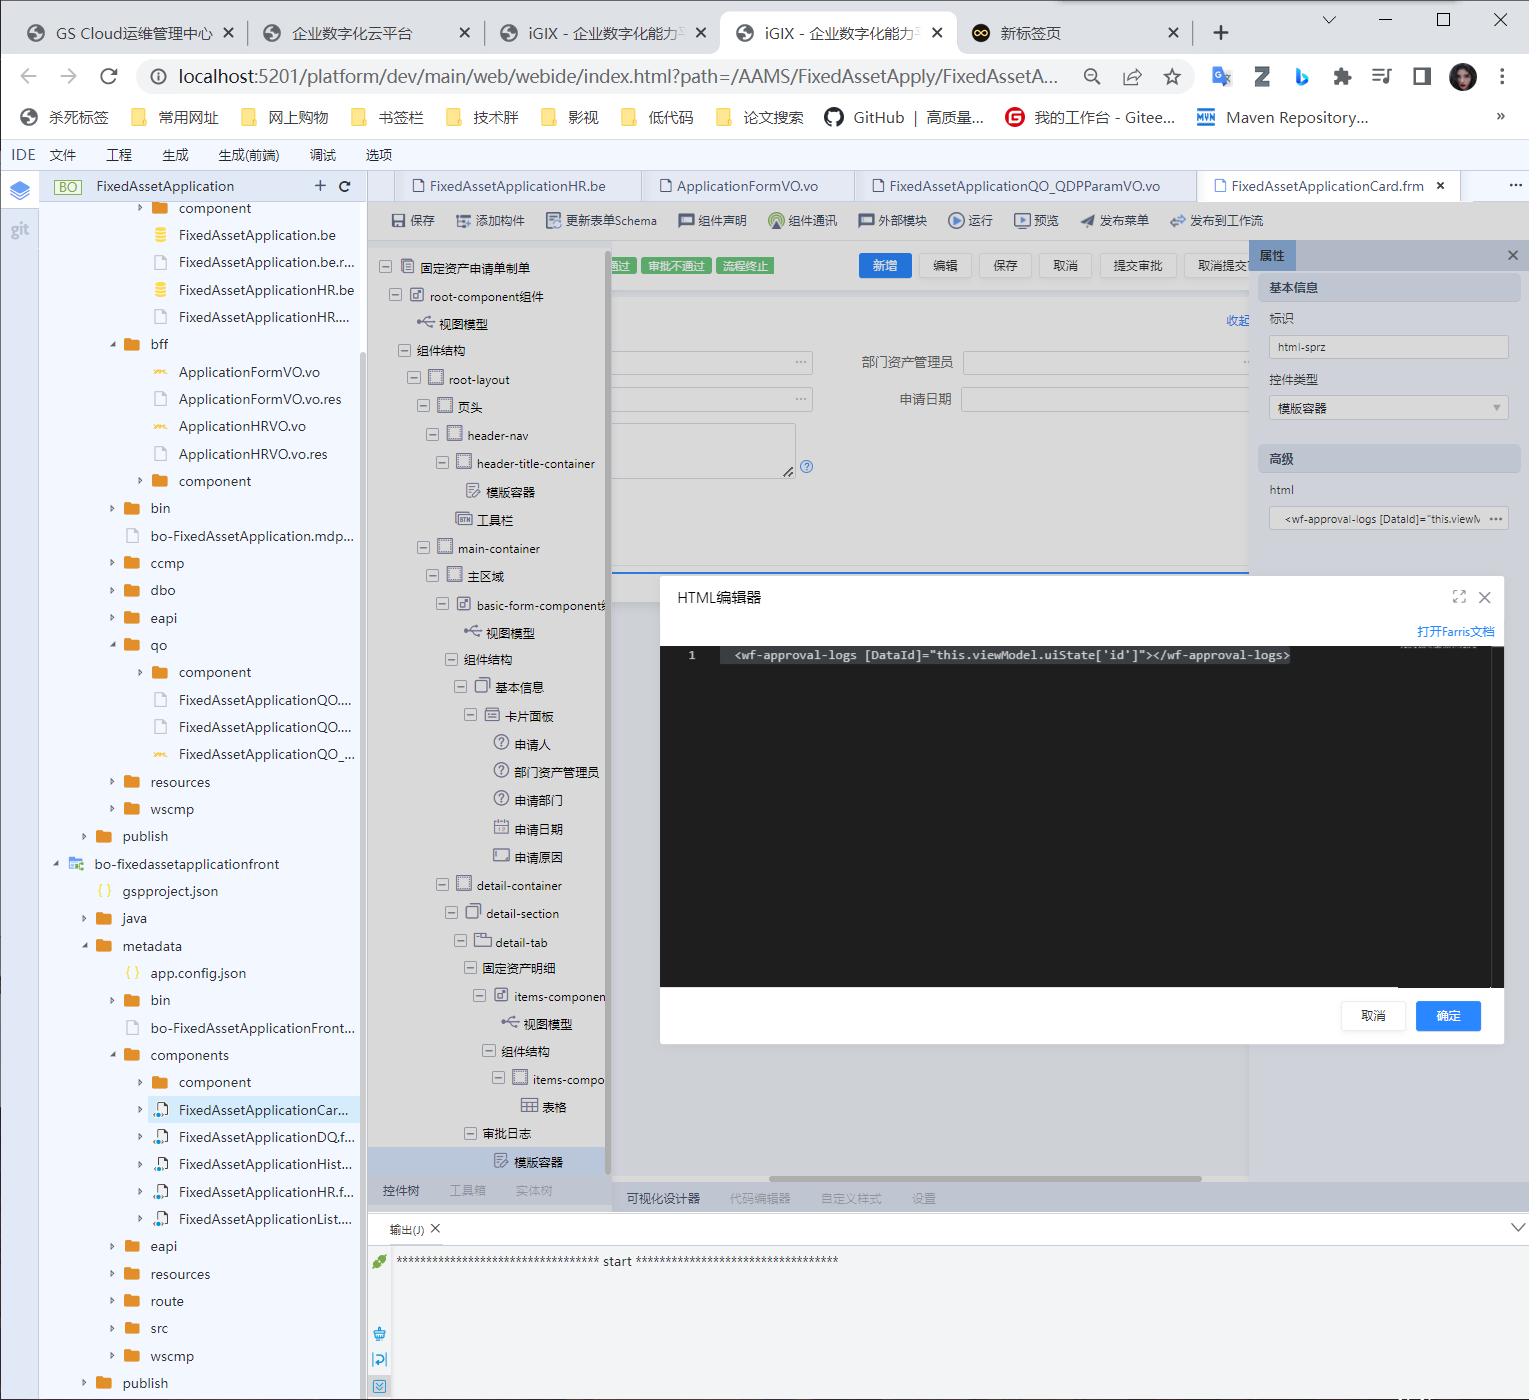 GS Cloud运维管理中心
企业数字化云平台
iGIX - 企业数字化能力
iGIX - 企业数字化能力
新标签页
localhost:5201/platform/dev/main/web/webide/index.html?path=/AAMS/FixedAssetApply/FixedAssetA...
杀死标签
常用网址
网上购物
书签栏
技术胖
影视
低代码
论文搜索
GitHub | 高质量...
我的工作台 - Gitee...
Maven Repository...
IDE 文件 工程 生成 生成(前端) 调试 选项
git
BO FixedAssetApplication
component
FixedAssetApplication.be
FixedAssetApplication.be.r...
FixedAssetApplicationHR.be
FixedAssetApplicationHR....
bff
ApplicationFormVO.vo
ApplicationFormVO.vo.res
ApplicationHRVO.vo
ApplicationHRVO.vo.res
component
bin
bo-FixedAssetApplication.mdp...
ccmp
dbo
eapi
qo
component
FixedAssetApplicationQO....
FixedAssetApplicationQO....
FixedAssetApplicationQO_...
resources
wscmp
publish
bo-fixedassetapplicationfront
gspproject.json
java
metadata
app.config.json
bin
bo-FixedAssetApplicationFront...
components
component
FixedAssetApplicationCar...
FixedAssetApplicationDQ.f...
FixedAssetApplicationHist...
FixedAssetApplicationHR.f...
FixedAssetApplicationList....
eapi
resources
route
src
wscmp
publish
FixedAssetApplicationHR.be
ApplicationFormVO.vo
FixedAssetApplicationQO_QDPParamVO.vo
FixedAssetApplicationCard.frm
保存 添加构件 更新表单Schema 组件声明 组件通讯 外部模块 运行 预览 发布菜单 发布到工作流
固定资产申请单制单
root-component组件
视图模型
组件结构
root-layout
页头
header-nav
header-title-container
模版容器
工具栏
main-container
主区域
basic-form-component
视图模型
组件结构
基本信息
卡片面板
申请人
部门资产管理员
申请部门
申请日期
申请原因
detail-container
detail-section
detail-tab
固定资产明细
items-componen
视图模型
组件结构
items-compo
表格
审批日志
模版容器
控件树 工具箱 实体树
通过 审批不通过 流程终止
新增 编辑 保存 取消 提交审批 取消提交
收起
部门资产管理员
申请日期
可视化设计器 代码编辑器 自定义样式 设置
属性
基本信息
标识
html-sprz
控件类型
模版容器
高级
html
<wf-approval-logs [DataId]="this.viewM
HTML编辑器
打开Farris文档
1 <wf-approval-logs [DataId]="this.viewModel.uiState['id']"></wf-approval-logs>
取消 确定
输出(J)
********************************** start **********************************